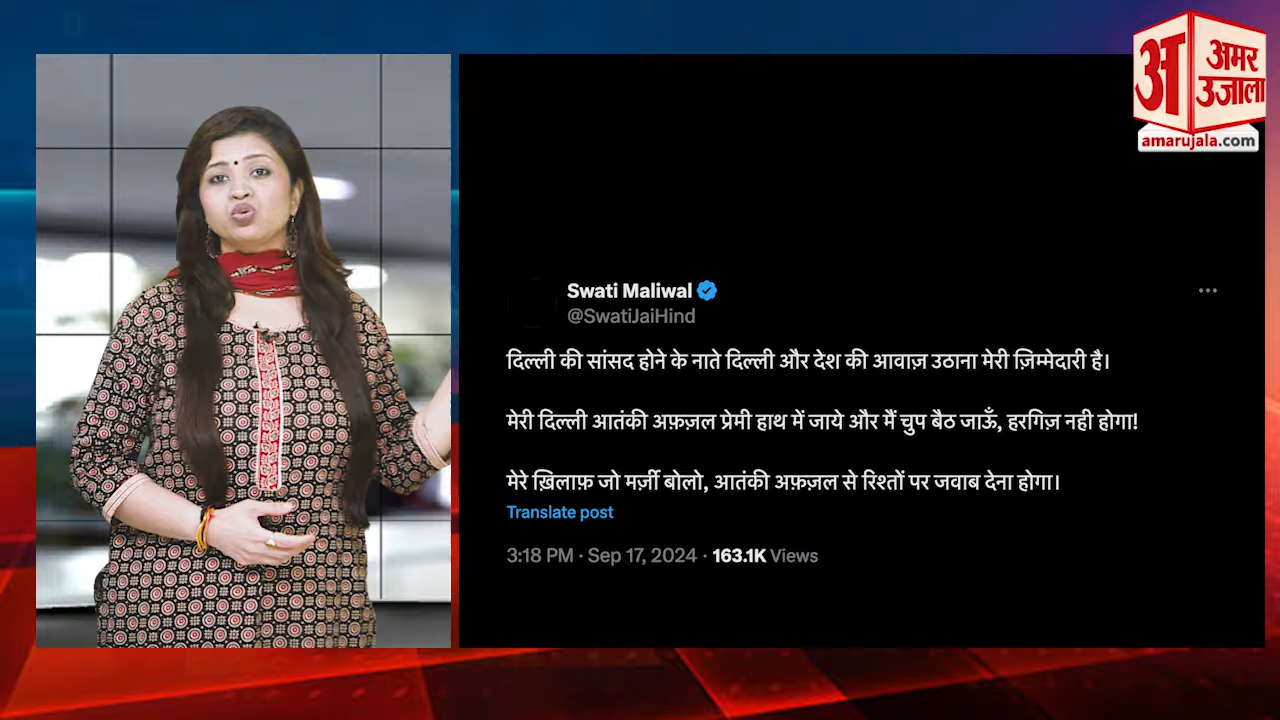 अ
अमर
उजाला
amarujala.com
Swati Maliwal
@SwatiJaiHind
दिल्ली की सांसद होने के नाते दिल्ली और देश की आवाज़ उठाना मेरी ज़िम्मेदारी है।
मेरी दिल्ली आतंकी अफ़ज़ल प्रेमी हाथ में जाये और मैं चुप बैठ जाऊँ, हरगिज़ नही होगा!
मेरे ख़िलाफ़ जो मर्ज़ी बोलो, आतंकी अफ़ज़ल से रिश्तों पर जवाब देना होगा।
Translate post
3:18 PM · Sep 17, 2024 · 163.1K Views